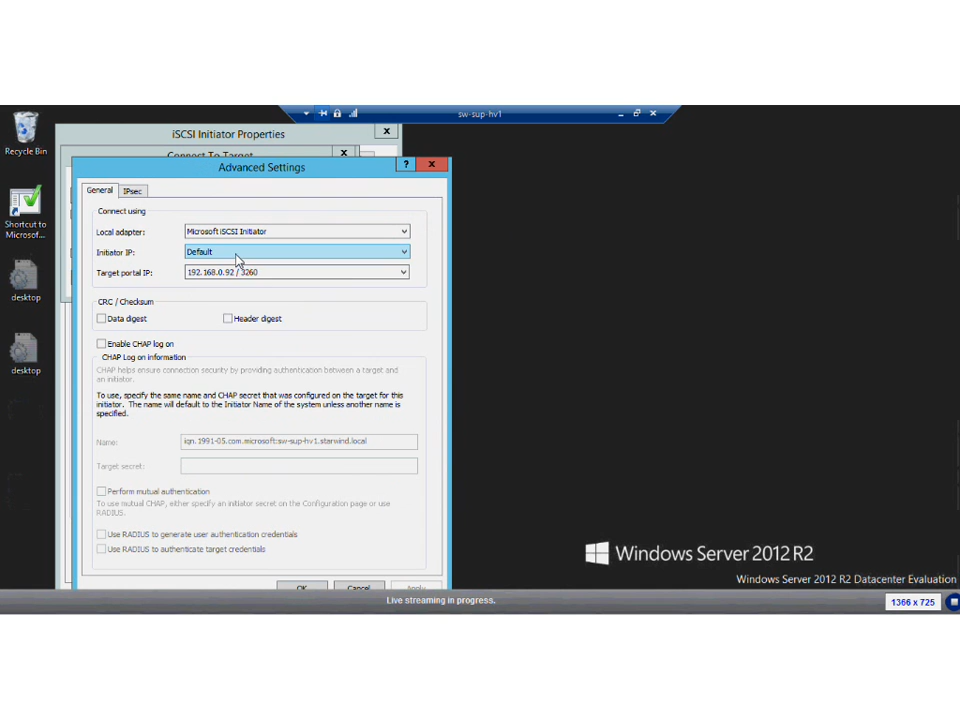 sw-sup-hv1
iSCSI Initiator Properties
Connect To Target
Advanced Settings
General
IPsec
Connect using
Local adapter:
Microsoft iSCSI Initiator
Initiator IP:
Default
Target portal IP:
192.168.0.92 / 3260
CRC / Checksum
Data digest
Header digest
Enable CHAP log on
CHAP Log on information
CHAP helps ensure connection security by providing authentication between a target and
an initiator.
To use, specify the same name and CHAP secret that was configured on the target for this
initiator. The name will default to the Initiator Name of the system unless another name is
specified.
Name:
iqn.1991-05.com.microsoft:sw-sup-hv1.starwind.local
Target secret:
Perform mutual authentication
To use mutual CHAP, either specify an initiator secret on the Configuration page or use
RADIUS.
Use RADIUS to generate user authentication credentials
Use RADIUS to authenticate target credentials
OK
Cancel
Apply
Recycle Bin
Shortcut to
Microsof...
desktop
desktop
Windows Server 2012 R2
Windows Server 2012 R2 Datacenter Evaluation
Live streaming in progress.
1366 x 725